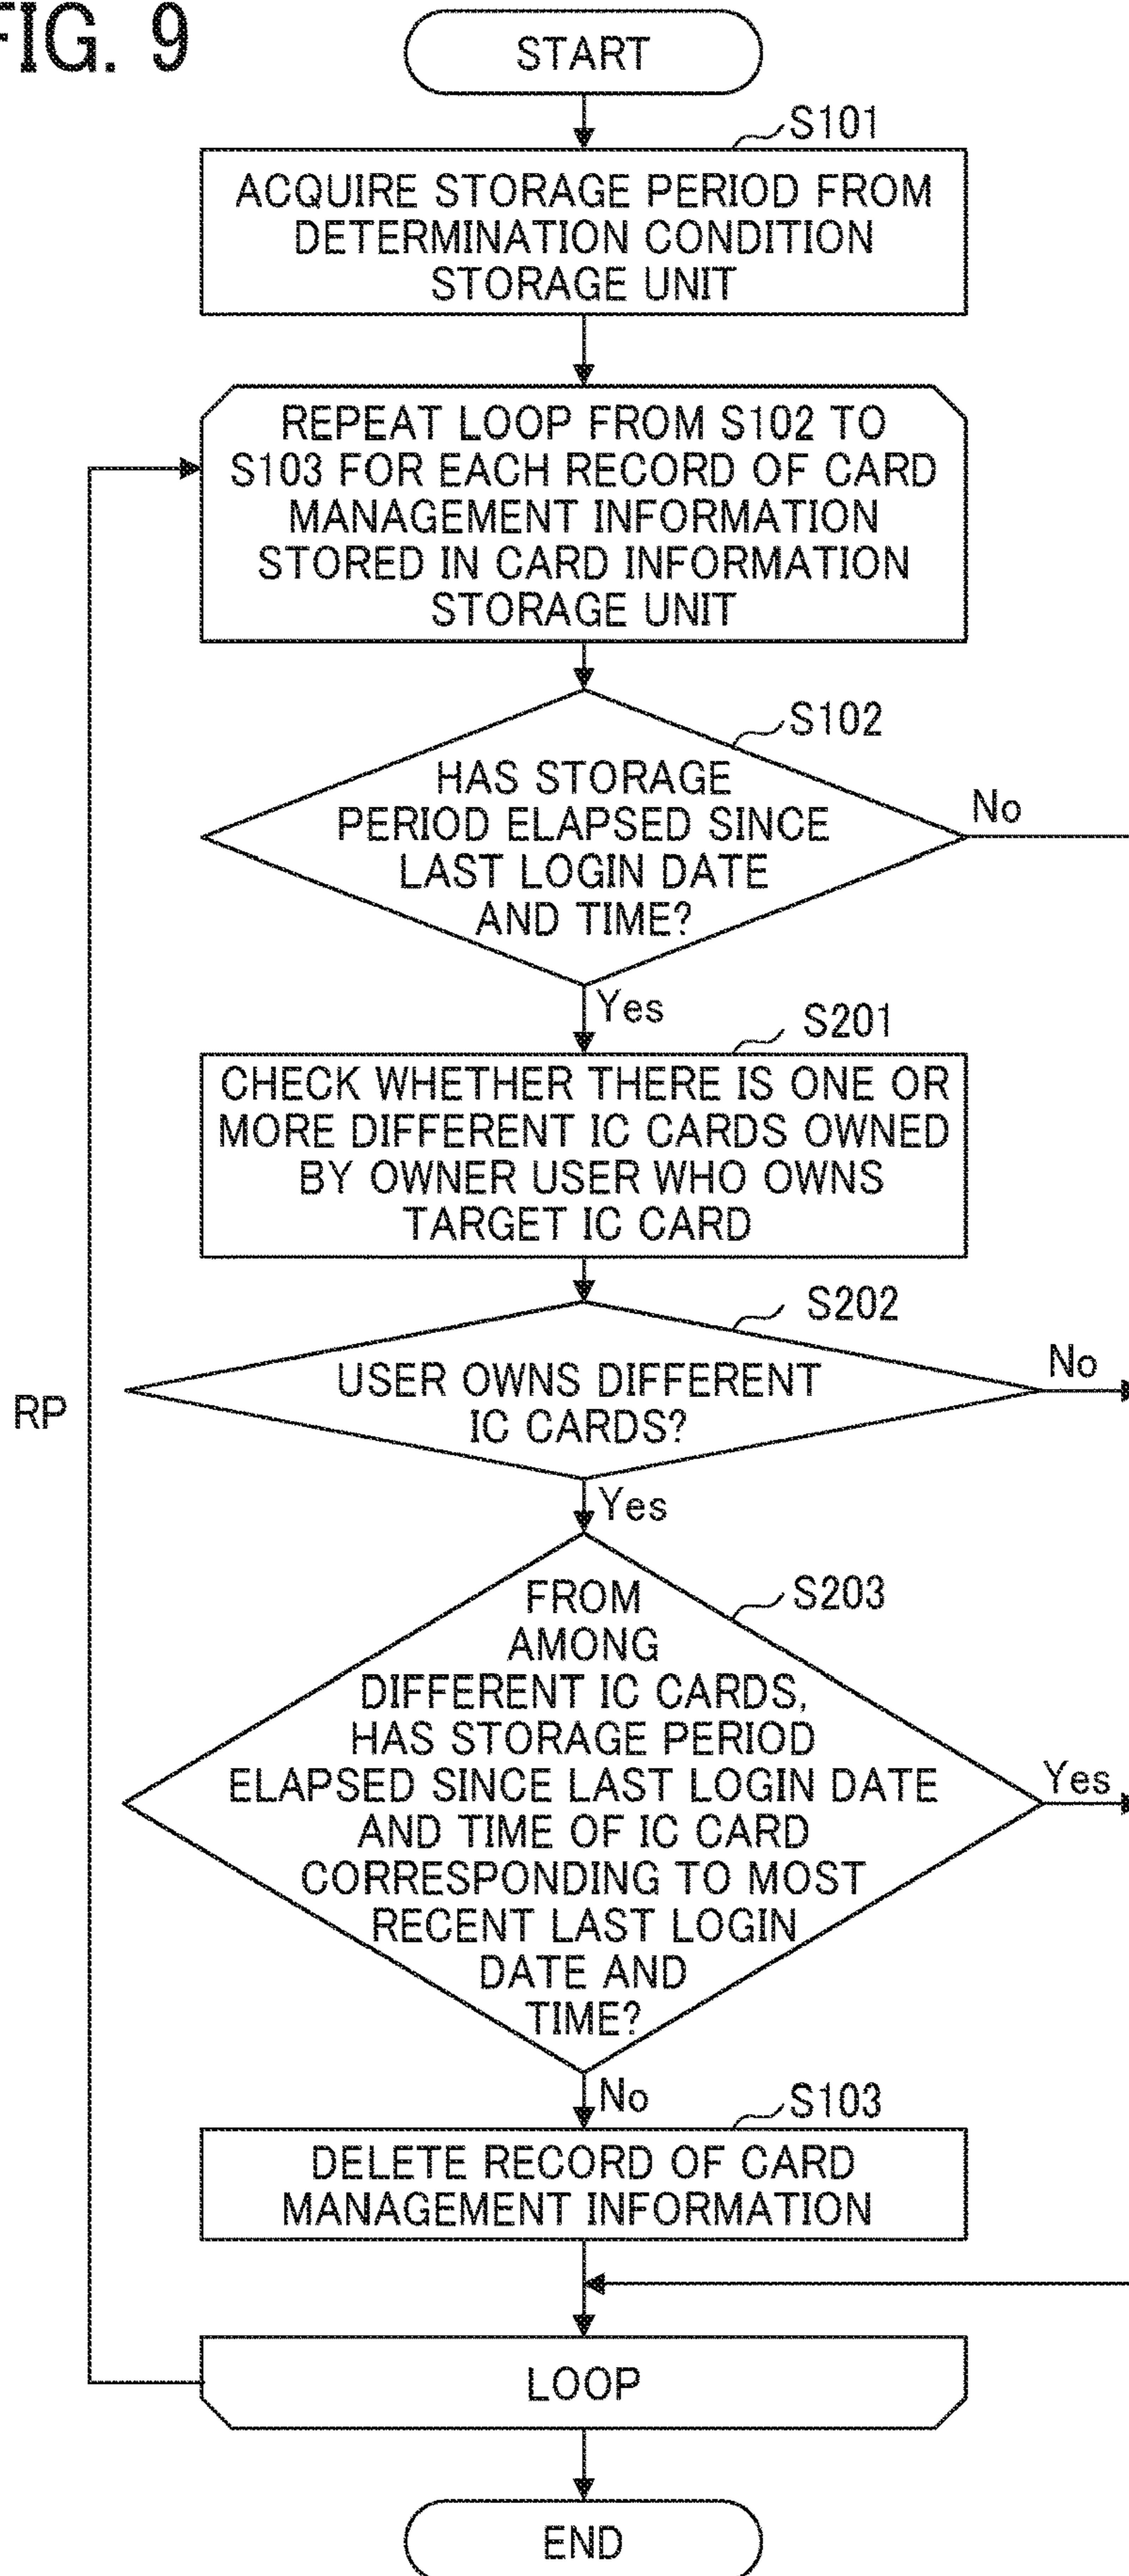 FIG. 9
START
S101
ACQUIRE STORAGE PERIOD FROM
DETERMINATION CONDITION
STORAGE UNIT
REPEAT LOOP FROM S102 TO
S103 FOR EACH RECORD OF CARD
MANAGEMENT INFORMATION
STORED IN CARD INFORMATION
STORAGE UNIT
S102
HAS STORAGE
PERIOD ELAPSED SINCE
LAST LOGIN DATE
AND TIME?
No
Yes
S201
CHECK WHETHER THERE IS ONE OR
MORE DIFFERENT IC CARDS OWNED
BY OWNER USER WHO OWNS
TARGET IC CARD
S202
USER OWNS DIFFERENT
IC CARDS?
No
RP
Yes
S203
FROM
AMONG
DIFFERENT IC CARDS,
HAS STORAGE PERIOD
ELAPSED SINCE LAST LOGIN DATE
AND TIME OF IC CARD
CORRESPONDING TO MOST
RECENT LAST LOGIN
DATE AND
TIME?
Yes
No
S103
DELETE RECORD OF CARD
MANAGEMENT INFORMATION
LOOP
END